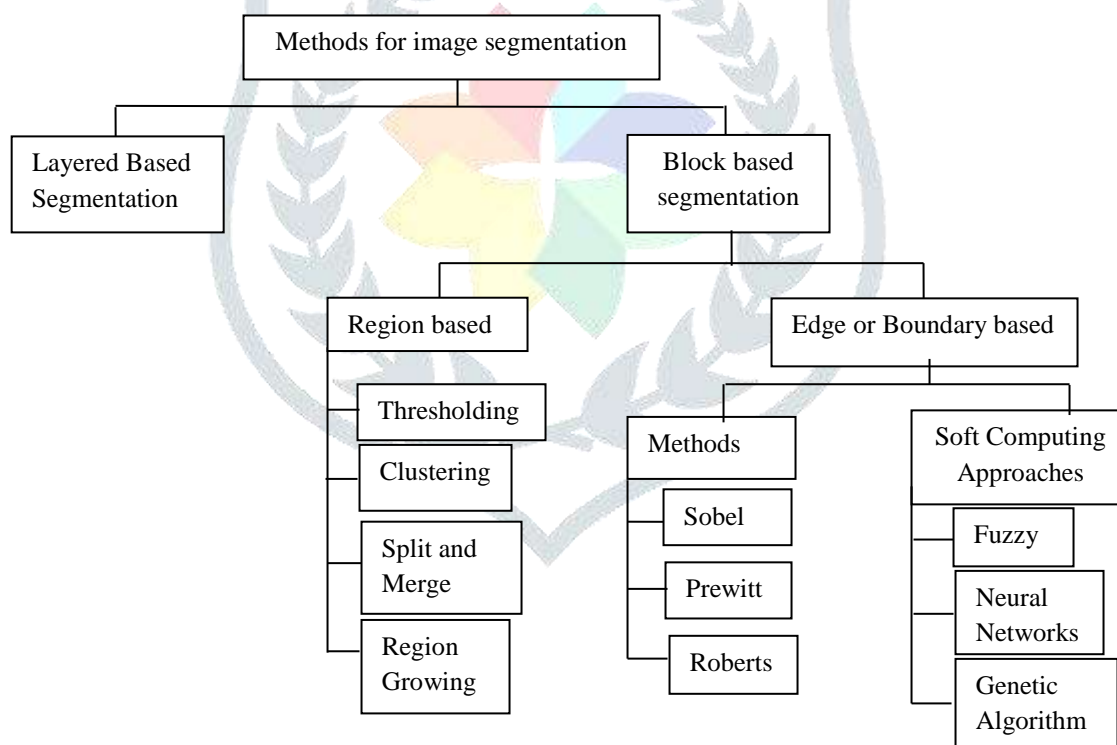 Methods for image segmentation
Layered Based
Segmentation
Block based
segmentation
Region based
Edge or Boundary based
Thresholding
Clustering
Split and
Merge
Region
Growing
Methods
Sobel
Prewitt
Roberts
Soft Computing
Approaches
Fuzzy
Neural
Networks
Genetic
Algorithm